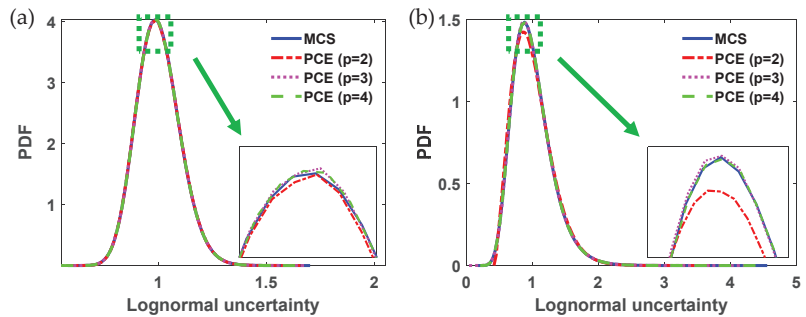 (a)
4
3
2
1
PDF
MCS
PCE (p=2)
PCE (p=3)
PCE (p=4)
1
1.5
2
Lognormal uncertainty
(b)
1.5
1
0.5
0
PDF
MCS
PCE (p=2)
PCE (p=3)
PCE (p=4)
0
1
2
3
4
5
Lognormal uncertainty